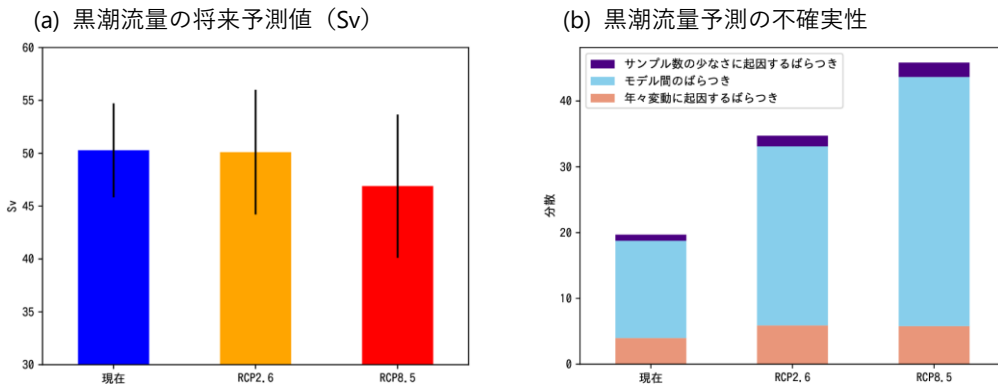 (a) 黒潮流量の将来予測値（Sv）
60
55
50
45
40
35
30
Sv
現在
RCP2.6
RCP8.5
(b) 黒潮流量予測の不確実性
サンプル数の少なさに起因するばらつき
モデル間のばらつき
年々変動に起因するばらつき
40
30
20
10
0
分散
現在
RCP2.6
RCP8.5